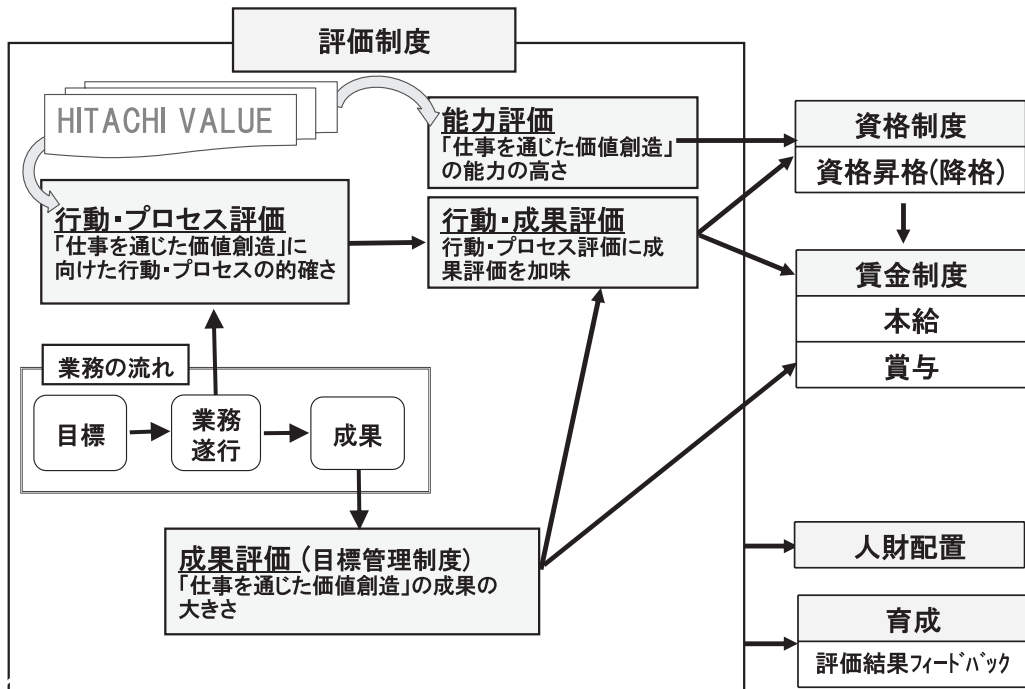 評価制度
HITACHI VALUE
能力評価
「仕事を通じた価値創造」
の能力の高さ
資格制度
資格昇格(降格)
行動・プロセス評価
「仕事を通じた価値創造」に
向けた行動・プロセスの的確さ
行動・成果評価
行動・プロセス評価に成
果評価を加味
賃金制度
本給
賞与
業務の流れ
目標
業務
遂行
成果
成果評価(目標管理制度)
「仕事を通じた価値創造」の成果の
大きさ
人財配置
育成
評価結果フィードバック